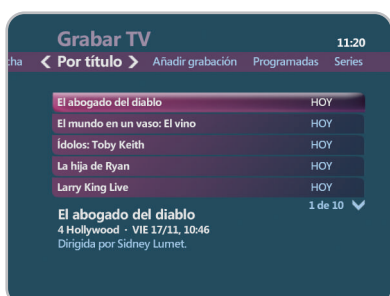 Grabar TV
11:20
cha ❮ Por título ❯ Añadir grabación Programadas Series
El abogado del diablo HOY
El mundo en un vaso: El vino HOY
Ídolos: Toby Keith HOY
La hija de Ryan HOY
Larry King Live HOY
1 de 10
El abogado del diablo
4 Hollywood · VIE 17/11, 10:46
Dirigida por Sidney Lumet.